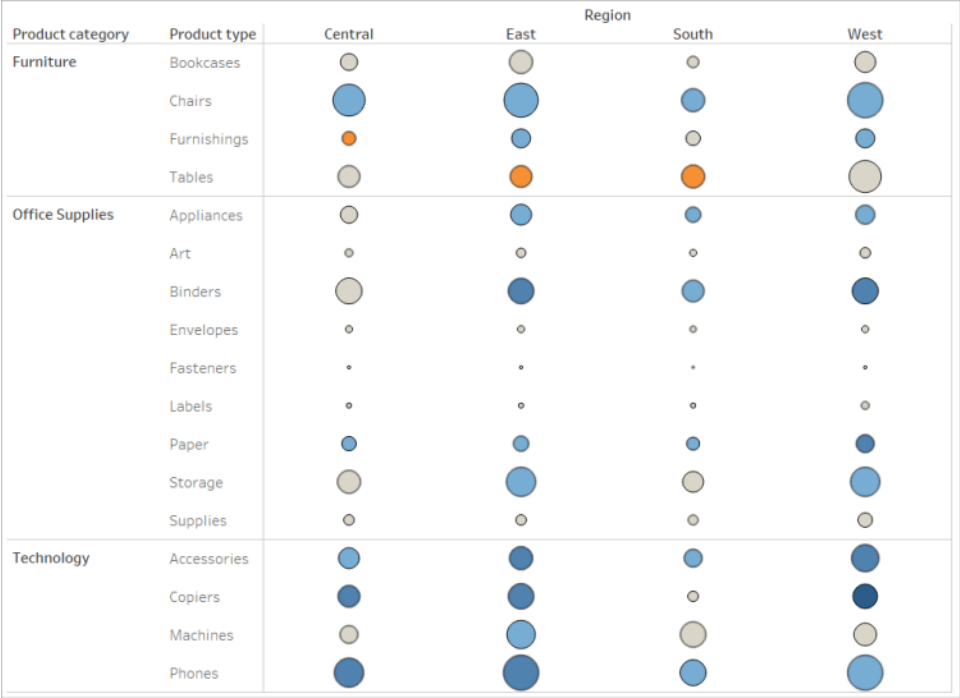 Region
Product category Product type Central East South West
Furniture Bookcases
Chairs
Furnishings
Tables
Office Supplies Appliances
Art
Binders
Envelopes
Fasteners
Labels
Paper
Storage
Supplies
Technology Accessories
Copiers
Machines
Phones